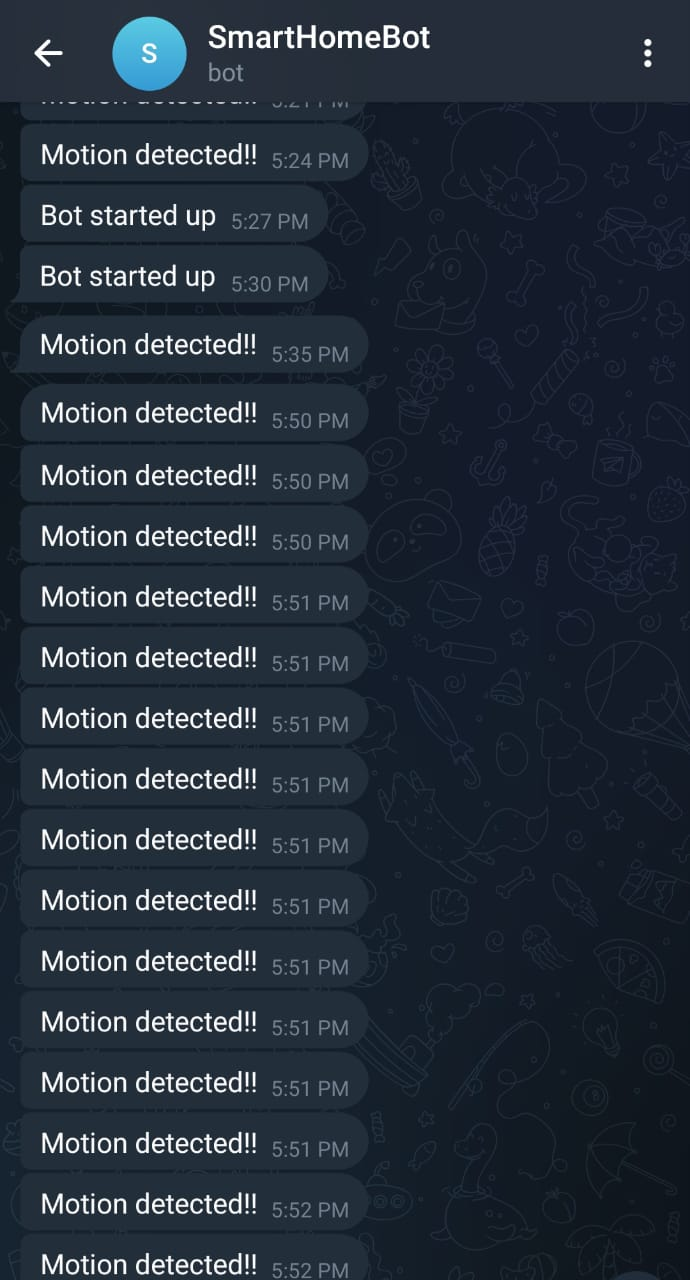 S
SmartHomeBot
bot
Motion detected!! 5:21 PM
Motion detected!! 5:24 PM
Bot started up 5:27 PM
Bot started up 5:30 PM
Motion detected!! 5:35 PM
Motion detected!! 5:50 PM
Motion detected!! 5:50 PM
Motion detected!! 5:50 PM
Motion detected!! 5:51 PM
Motion detected!! 5:51 PM
Motion detected!! 5:51 PM
Motion detected!! 5:51 PM
Motion detected!! 5:51 PM
Motion detected!! 5:51 PM
Motion detected!! 5:51 PM
Motion detected!! 5:51 PM
Motion detected!! 5:51 PM
Motion detected!! 5:51 PM
Motion detected!! 5:52 PM
Motion detected!! 5:52 PM